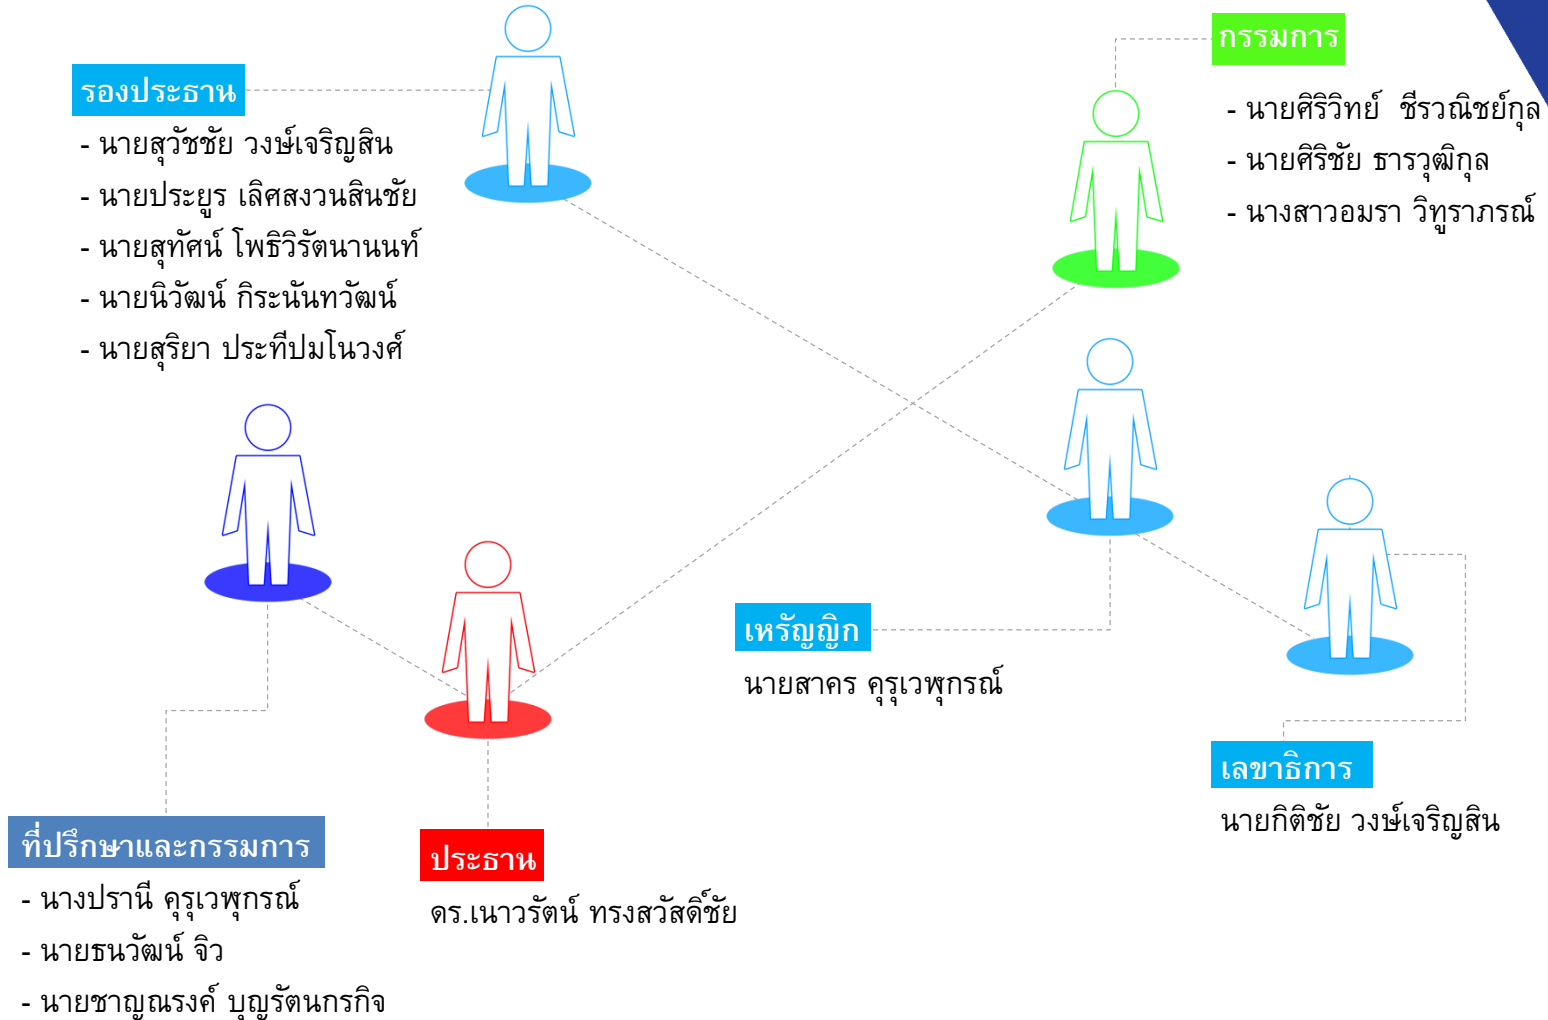 รองประธาน
- นายสุวัชชัย วงษ์เจริญสิน
- นายประยูร เลิศสงวนสินชัย
- นายสุทัศน์ โพธิวิรัตนานนท์
- นายนิวัฒน์ กิระนันทวัฒน์
- นายสุริยา ประทีปมโนวงศ์
กรรมการ
- นายศิริวิทย์ ชีรวณิชย์กุล
- นายศิริชัย ธารวุฒิกุล
- นางสาวอมรา วิทูราภรณ์
เหรัญญิก
นายสาคร คุรุเวฬุกรณ์
เลขาธิการ
นายกิติชัย วงษ์เจริญสิน
ที่ปรึกษาและกรรมการ
- นางปรานี คุรุเวฬุกรณ์
- นายธนวัฒน์ จิว
- นายชาญณรงค์ บุญรัตนกรกิจ
ประธาน
ดร.เนาวรัตน์ ทรงสวัสดิ์ชัย